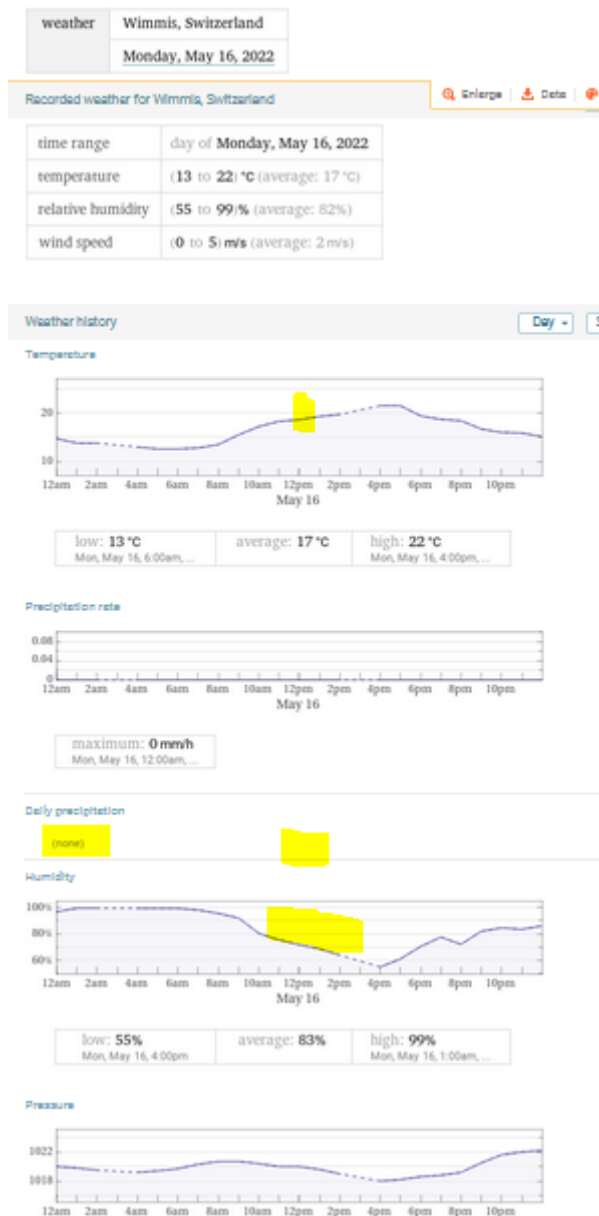 weather Wimmis, Switzerland
Monday, May 16, 2022
Recorded weather for Wimmis, Switzerland Enlarge Data
time range day of Monday, May 16, 2022
temperature (13 to 22) °C (average: 17 °C)
relative humidity (55 to 99)% (average: 82%)
wind speed (0 to 5) m/s (average: 2 m/s)
Weather history Day
Temperature
20
10
12am 2am 4am 6am 8am 10am 12pm 2pm 4pm 6pm 8pm 10pm
May 16
low: 13 °C average: 17 °C high: 22 °C
Mon, May 16, 6:00am, ... Mon, May 16, 4:00pm, ...
Precipitation rate
0.08
0.04
0
12am 2am 4am 6am 8am 10am 12pm 2pm 4pm 6pm 8pm 10pm
May 16
maximum: 0 mm/h
Mon, May 16, 12:00am, ...
Daily precipitation
(none)
Humidity
100%
80%
60%
12am 2am 4am 6am 8am 10am 12pm 2pm 4pm 6pm 8pm 10pm
May 16
low: 55% average: 83% high: 99%
Mon, May 16, 4:00pm Mon, May 16, 1:00am, ...
Pressure
1022
1018
12am 2am 4am 6am 8am 10am 12pm 2pm 4pm 6pm 8pm 10pm